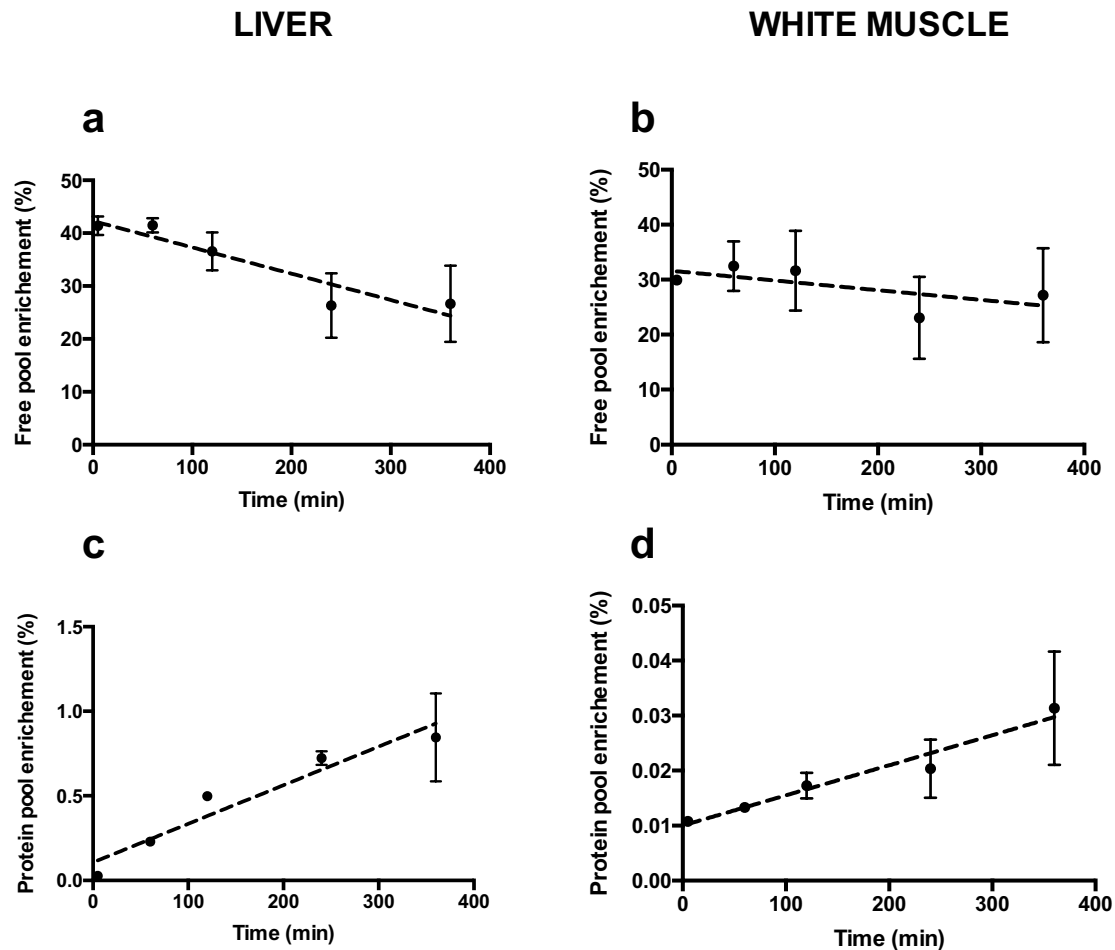 LIVER
WHITE MUSCLE
a
Free pool enrichement (%)
50
40
30
20
10
0
0 100 200 300 400
Time (min)
b
Free pool enrichement (%)
50
40
30
20
10
0
0 100 200 300 400
Time (min)
c
Protein pool enrichement (%)
1.5
1.0
0.5
0.0
0 100 200 300 400
Time (min)
d
Protein pool enrichement (%)
0.05
0.04
0.03
0.02
0.01
0.00
0 100 200 300 400
Time (min)